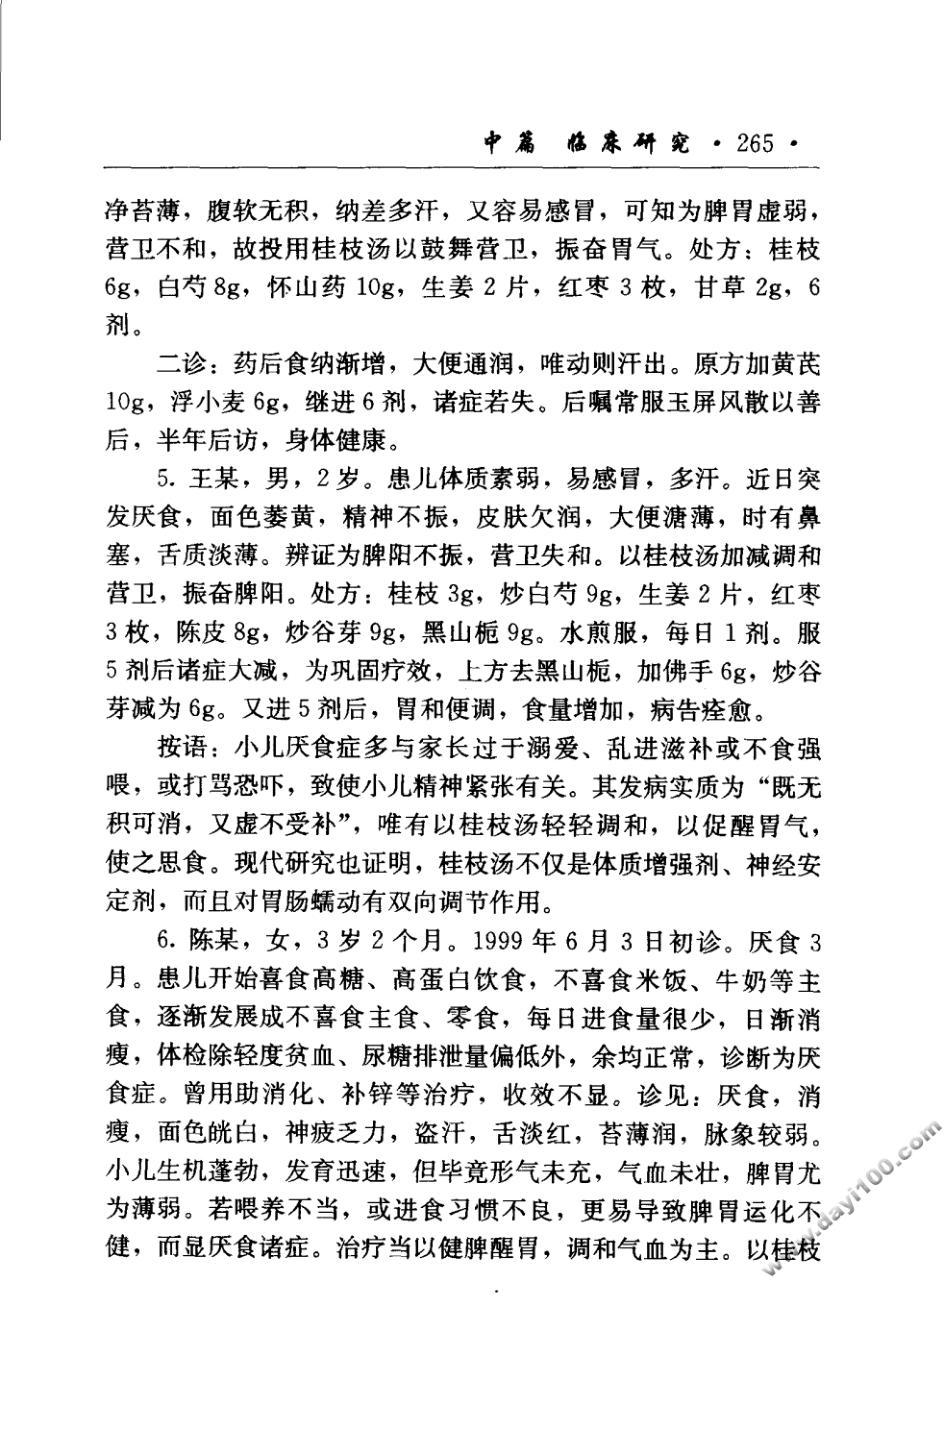 中篇 临床研究 · 265 ·
净苔薄，腹软无积，纳差多汗，又容易感冒，可知为脾胃虚弱，
营卫不和，故投用桂枝汤以鼓舞营卫，振奋胃气。处方：桂枝
6g，白芍 8g，怀山药 10g，生姜 2 片，红枣 3 枚，甘草 2g，6
剂。
二诊：药后食纳渐增，大便通润，唯动则汗出。原方加黄芪
10g，浮小麦 6g，继进 6 剂，诸症若失。后嘱常服玉屏风散以善
后，半年后访，身体健康。
5. 王某，男，2 岁。患儿体质素弱，易感冒，多汗。近日突
发厌食，面色萎黄，精神不振，皮肤欠润，大便溏薄，时有鼻
塞，舌质淡薄。辨证为脾阳不振，营卫失和。以桂枝汤加减调和
营卫，振奋脾阳。处方：桂枝 3g，炒白芍 9g，生姜 2 片，红枣
3 枚，陈皮 8g，炒谷芽 9g，黑山栀 9g。水煎服，每日 1 剂。服
5 剂后诸症大减，为巩固疗效，上方去黑山栀，加佛手 6g，炒谷
芽减为 6g。又进 5 剂后，胃和便调，食量增加，病告痊愈。
按语：小儿厌食症多与家长过于溺爱、乱进滋补或不食强
喂，或打骂恐吓，致使小儿精神紧张有关。其发病实质为“既无
积可消，又虚不受补”，唯有以桂枝汤轻轻调和，以促醒胃气，
使之思食。现代研究也证明，桂枝汤不仅是体质增强剂、神经安
定剂，而且对胃肠蠕动有双向调节作用。
6. 陈某，女，3 岁 2 个月。1999 年 6 月 3 日初诊。厌食 3
月。患儿开始喜食高糖、高蛋白饮食，不喜食米饭、牛奶等主
食，逐渐发展成不喜食主食、零食，每日进食量很少，日渐消
瘦，体检除轻度贫血、尿糖排泄量偏低外，余均正常，诊断为厌
食症。曾用助消化、补锌等治疗，收效不显。诊见：厌食，消
瘦，面色㿠白，神疲乏力，盗汗，舌淡红，苔薄润，脉象较弱。
小儿生机蓬勃，发育迅速，但毕竟形气未充，气血未壮，脾胃尤
为薄弱。若喂养不当，或进食习惯不良，更易导致脾胃运化不
健，而显厌食诸症。治疗当以健脾醒胃，调和气血为主。以桂枝
www.dayi100.com